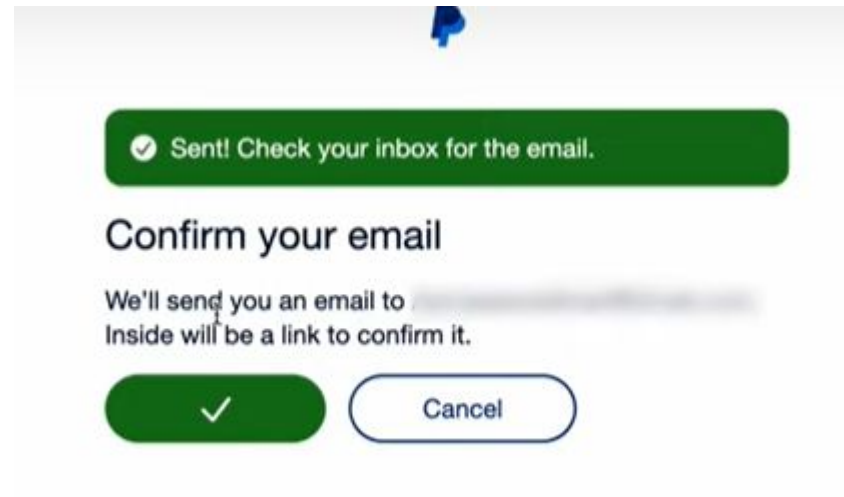 Sent! Check your inbox for the email.
Confirm your email
We'll send you an email to
Inside will be a link to confirm it.
Cancel